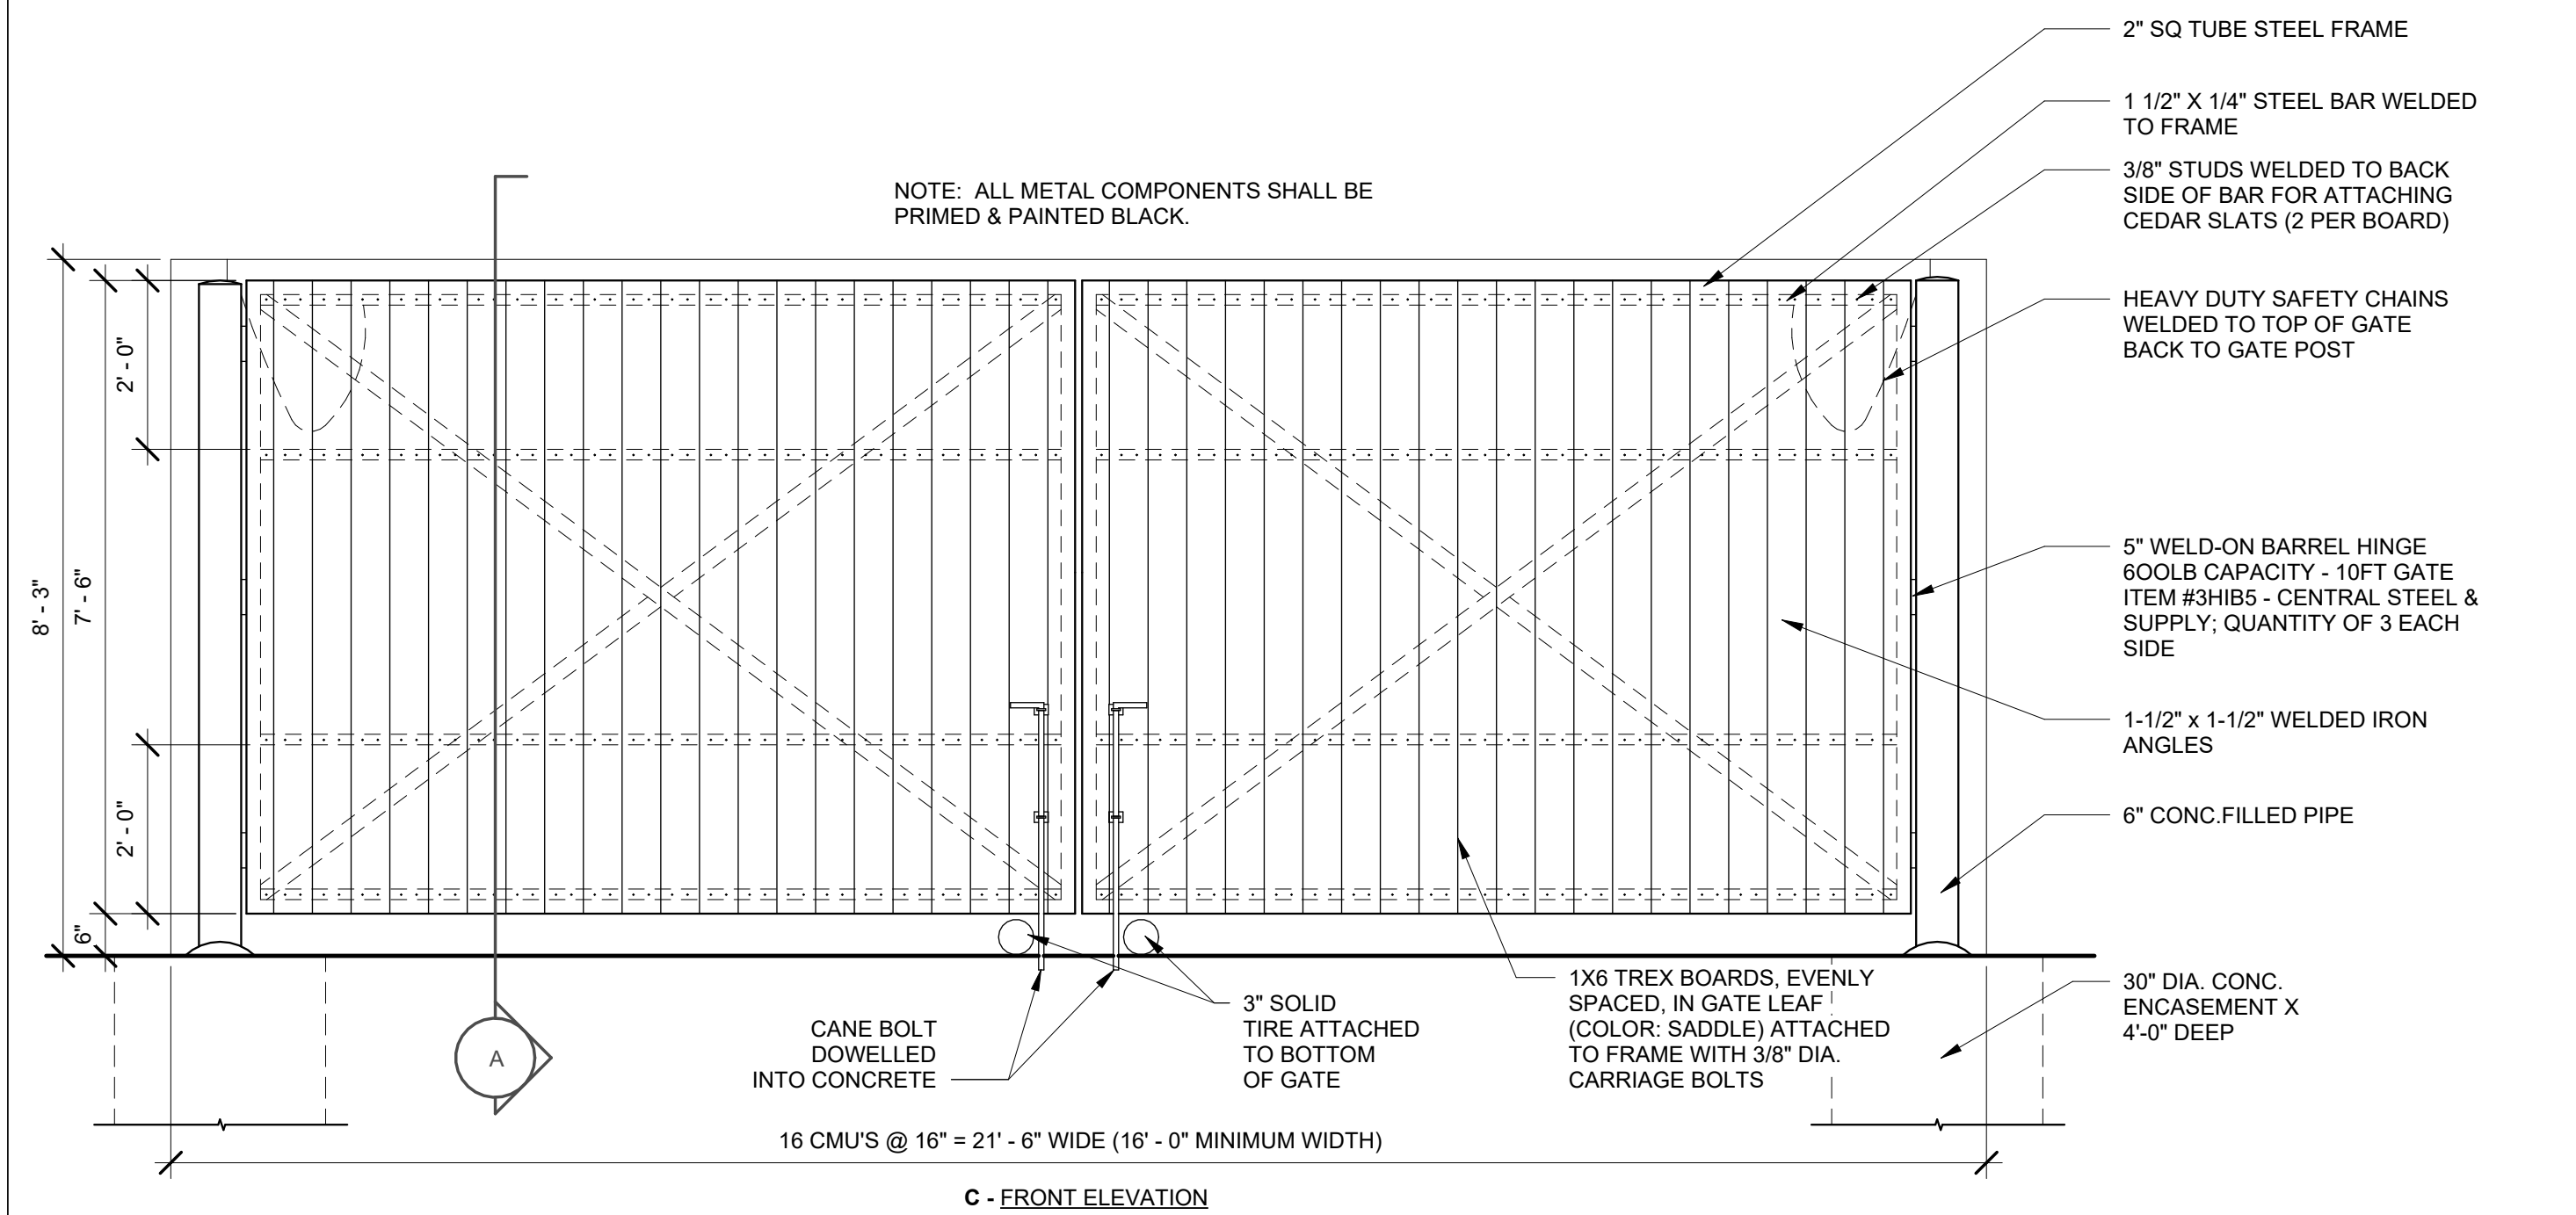 2" SQ TUBE STEEL FRAME
1 1/2" X 1/4" STEEL BAR WELDED
TO FRAME
3/8" STUDS WELDED TO BACK
SIDE OF BAR FOR ATTACHING
CEDAR SLATS (2 PER BOARD)
NOTE:  ALL METAL COMPONENTS SHALL BE
PRIMED & PAINTED BLACK.
HEAVY DUTY SAFETY CHAINS
WELDED TO TOP OF GATE
BACK TO GATE POST
2' - 0"
8' - 3"
7' - 6"
5" WELD-ON BARREL HINGE
6OOLB CAPACITY - 10FT GATE
ITEM #3HIB5 - CENTRAL STEEL &
SUPPLY; QUANTITY OF 3 EACH
SIDE
1-1/2" x 1-1/2" WELDED IRON
ANGLES
2' - 0"
6"
6" CONC.FILLED PIPE
A
CANE BOLT
DOWELLED
INTO CONCRETE
3" SOLID
TIRE ATTACHED
TO BOTTOM
OF GATE
1X6 TREX BOARDS, EVENLY
SPACED, IN GATE LEAF
(COLOR: SADDLE) ATTACHED
TO FRAME WITH 3/8" DIA.
CARRIAGE BOLTS
30" DIA. CONC.
ENCASEMENT X
4'-0" DEEP
16 CMU'S @ 16" = 21' - 6" WIDE (16' - 0" MINIMUM WIDTH)
C - FRONT ELEVATION